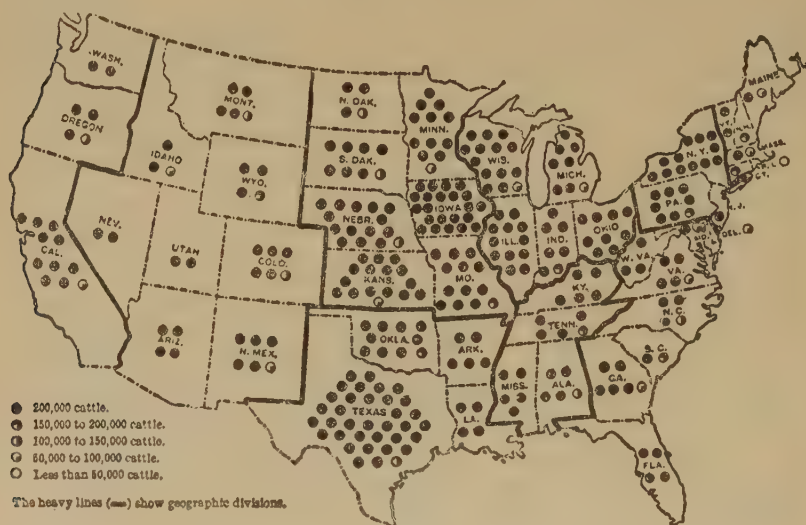 WASH.
MONT.
N. DAK.
MINN.
MAINE
OREGON
IDAHO
S. DAK.
WIS.
MICH.
VT.
N.H.
N. Y.
MASS.
WYO.
IOWA
PA.
CT.
N.J.
NEV.
NEBR.
ILL.
IND.
OHIO
DEL.
CAL.
UTAH
COLO.
KANS.
MO.
W. VA.
VA.
KY.
ARIZ.
N. MEX.
OKLA.
ARK.
TENN.
N. C.
S. C.
TEXAS
LA.
MISS.
ALA.
GA.
FLA.
200,000 cattle.
150,000 to 200,000 cattle.
100,000 to 150,000 cattle.
50,000 to 100,000 cattle.
Less than 50,000 cattle.
The heavy lines (▬) show geographic divisions.